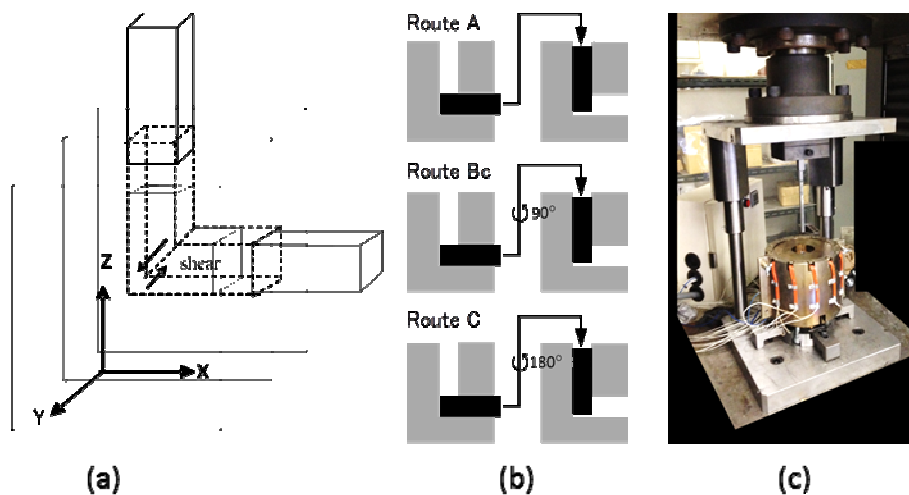 Route A
Route Bc
90°
Route C
180°
Z
shear
X
Y
(a)
(b)
(c)